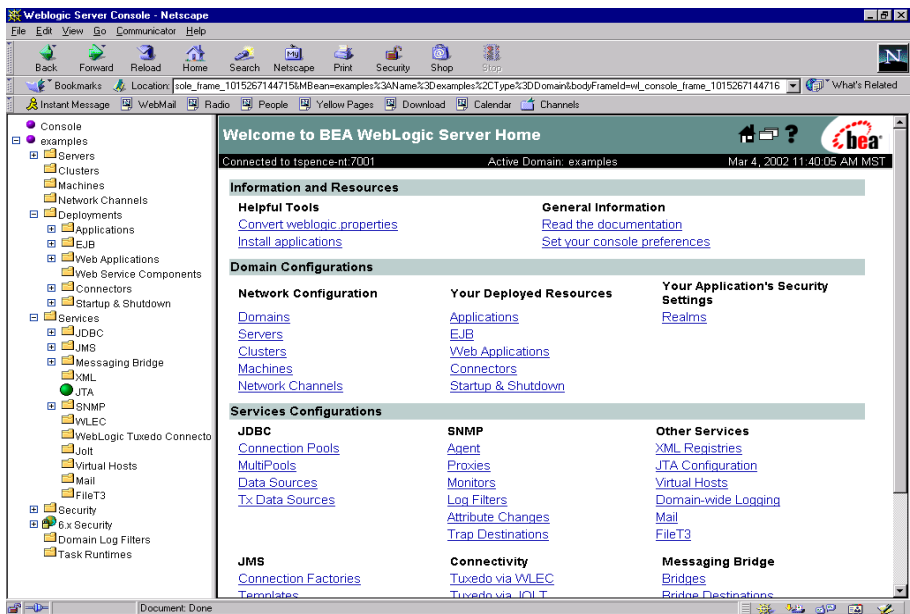 Weblogic Server Console - Netscape
File Edit View Go Communicator Help
Back Forward Reload Home Search Netscape Print Security Shop Stop
Bookmarks Location: sole_frame_1015267144715&MBean=examples%3AName%3Dexamples%2CType%3DDomain&bodyFrameId=wl_console_frame_1015267144716 What's Related
Instant Message WebMail Radio People Yellow Pages Download Calendar Channels
Console
examples
Servers
Clusters
Machines
Network Channels
Deployments
Applications
EJB
Web Applications
Web Service Components
Connectors
Startup & Shutdown
Services
JDBC
JMS
Messaging Bridge
XML
JTA
SNMP
WLEC
WebLogic Tuxedo Connecto
Jolt
Virtual Hosts
Mail
FileT3
Security
6.x Security
Domain Log Filters
Task Runtimes
Welcome to BEA WebLogic Server Home
bea
Connected to tspence-nt:7001 Active Domain: examples Mar 4, 2002 11:40:05 AM MST
Information and Resources
Helpful Tools General Information
Convert weblogic.properties Read the documentation
Install applications Set your console preferences
Domain Configurations
Network Configuration
Domains
Servers
Clusters
Machines
Network Channels
Your Deployed Resources
Applications
EJB
Web Applications
Connectors
Startup & Shutdown
Your Application's Security
Settings
Realms
Services Configurations
JDBC
Connection Pools
MultiPools
Data Sources
Tx Data Sources
SNMP
Agent
Proxies
Monitors
Log Filters
Attribute Changes
Trap Destinations
Other Services
XML Registries
JTA Configuration
Virtual Hosts
Domain-wide Logging
Mail
FileT3
JMS
Connection Factories
Templates
Connectivity
Tuxedo via WLEC
Tuxedo via JOLT
Messaging Bridge
Bridges
Bridge Destinations
Document: Done